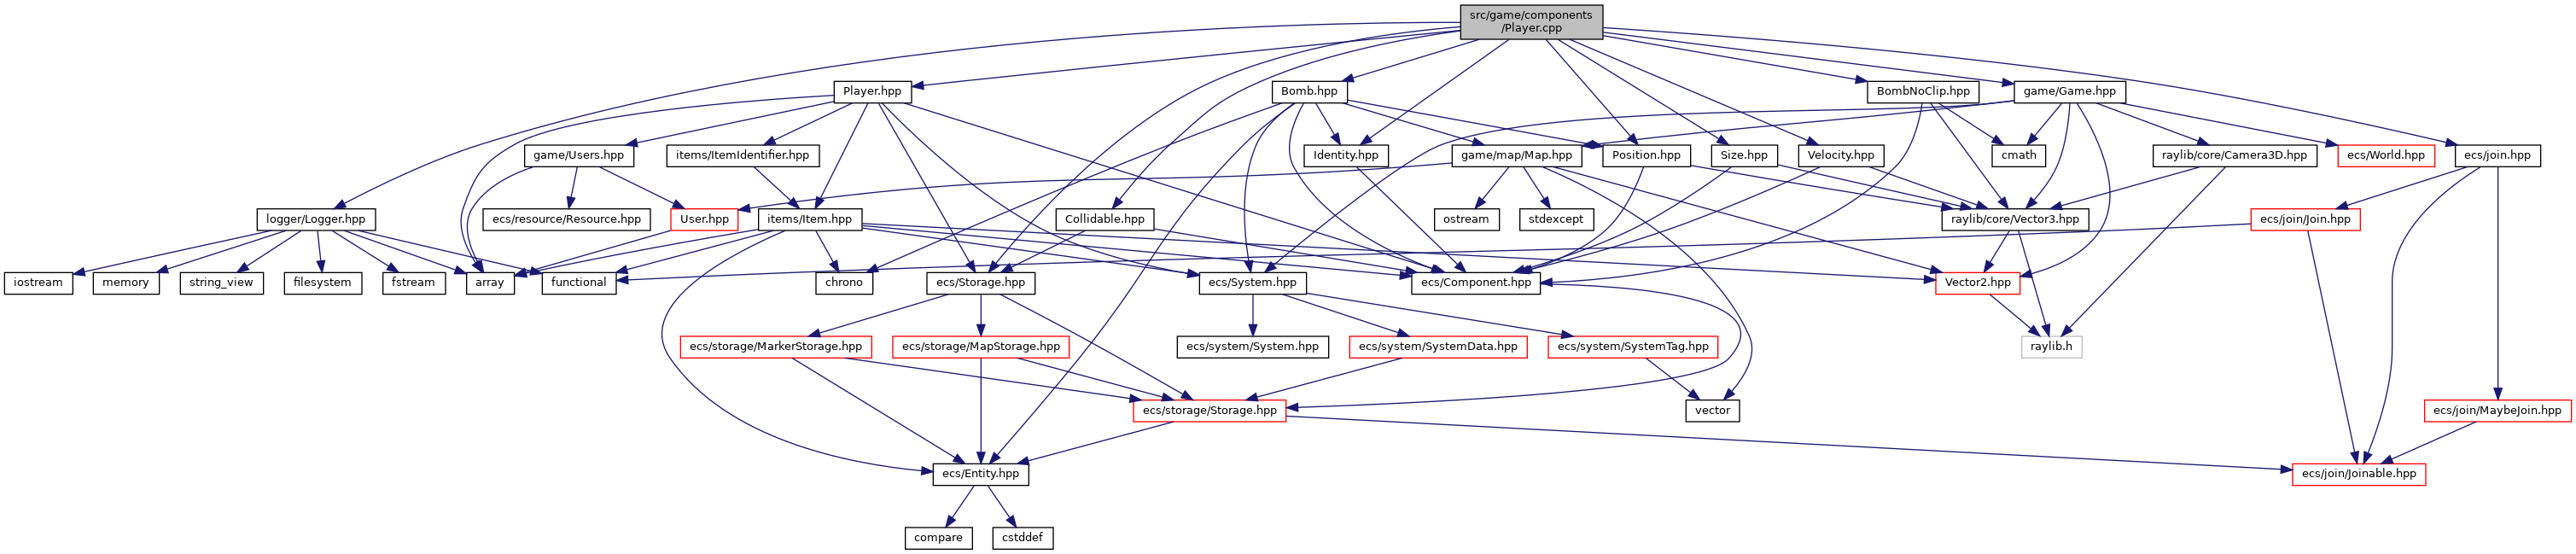 src/game/components
/Player.cpp
Player.hpp
Bomb.hpp
BombNoClip.hpp
game/Game.hpp
game/Users.hpp
items/ItemIdentifier.hpp
Identity.hpp
game/map/Map.hpp
Position.hpp
Size.hpp
Velocity.hpp
cmath
raylib/core/Camera3D.hpp
ecs/World.hpp
ecs/join.hpp
logger/Logger.hpp
ecs/resource/Resource.hpp
User.hpp
items/Item.hpp
Collidable.hpp
ostream
stdexcept
raylib/core/Vector3.hpp
ecs/join/Join.hpp
iostream
memory
string_view
filesystem
fstream
array
functional
chrono
ecs/Storage.hpp
ecs/System.hpp
ecs/Component.hpp
Vector2.hpp
ecs/storage/MarkerStorage.hpp
ecs/storage/MapStorage.hpp
ecs/system/System.hpp
ecs/system/SystemData.hpp
ecs/system/SystemTag.hpp
raylib.h
ecs/storage/Storage.hpp
vector
ecs/join/MaybeJoin.hpp
ecs/Entity.hpp
ecs/join/Joinable.hpp
compare
cstddef